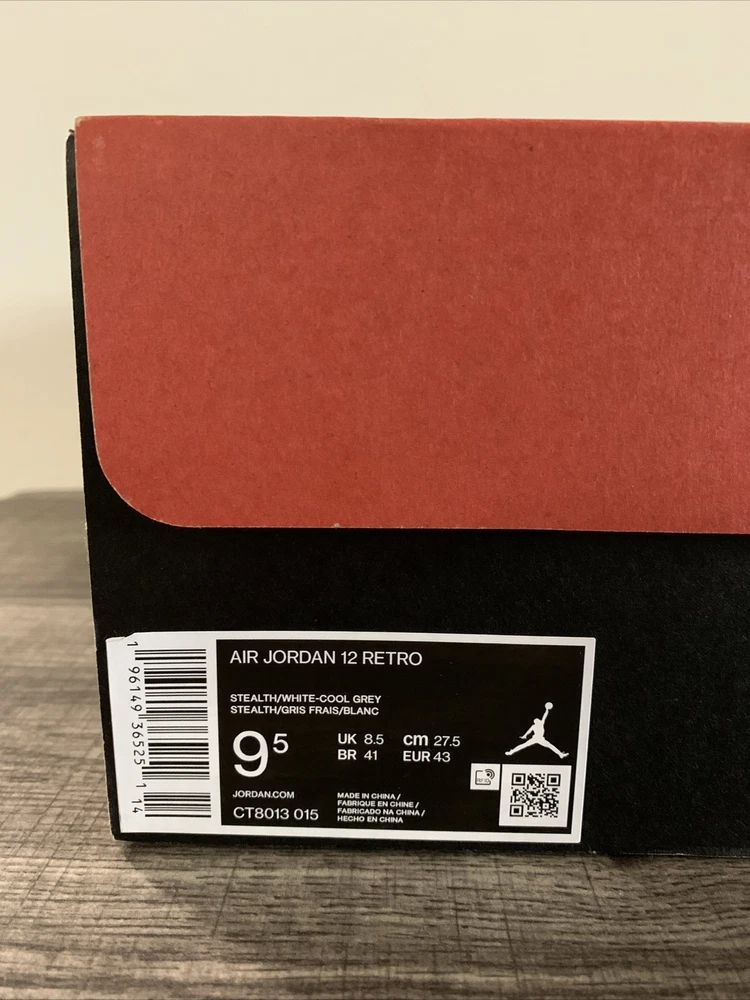 AIR JORDAN 12 RETRO
STEALTH/WHITE-COOL GREY
STEALTH/GRIS FRAIS/BLANC
9 5
UK 8.5 cm 27.5
BR 41 EUR 43
JORDAN.COM
CT8013 015
MADE IN CHINA /
FABRIQUE EN CHINE /
FABRICADO NA CHINA /
HECHO EN CHINA
1 96149 36525 1 14